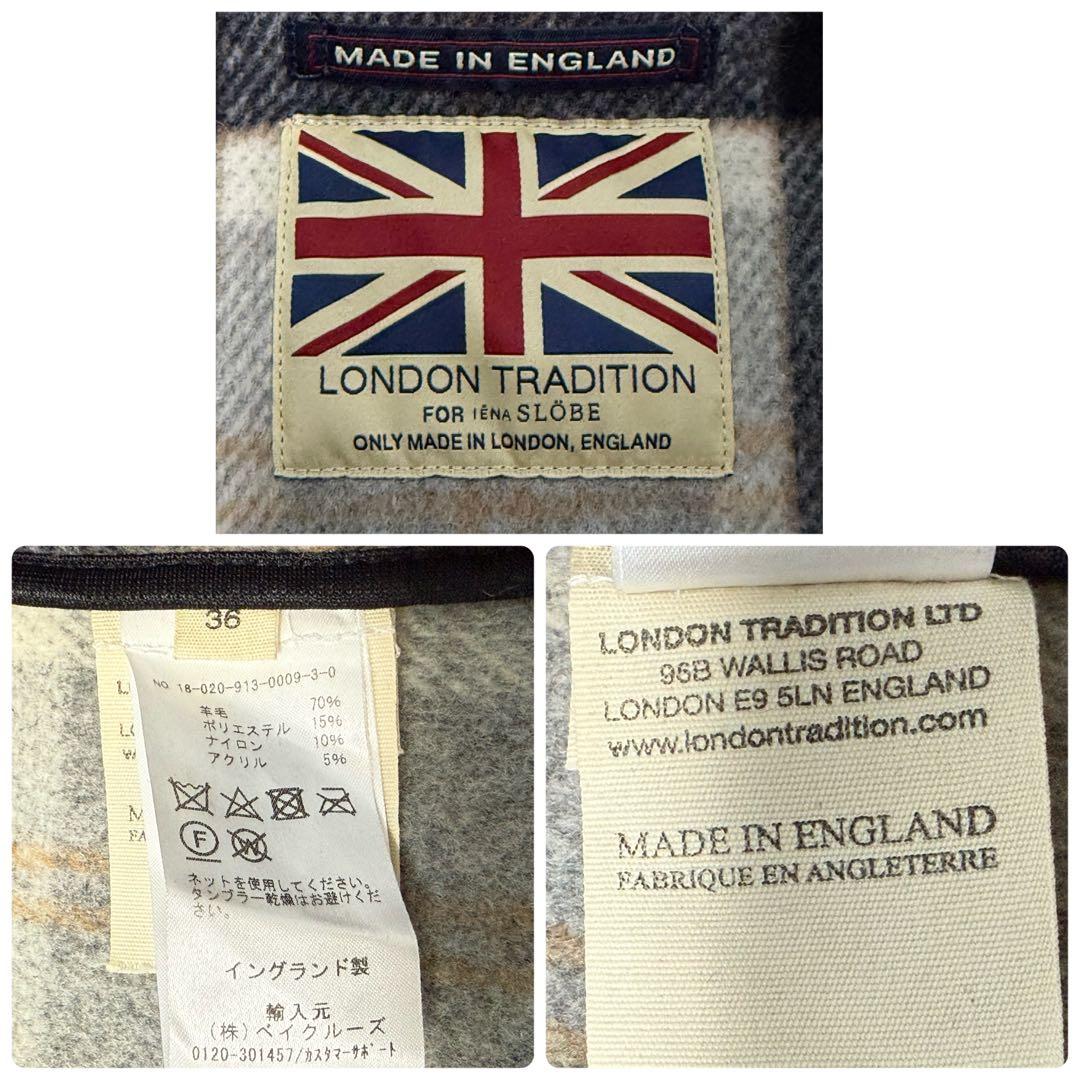 MADE IN ENGLAND
LONDON TRADITION
FOR IÉNA SLÖBE
ONLY MADE IN LONDON, ENGLAND
36
NO 18-020-913-0009-3-0
羊毛 70%
ポリエステル 15%
ナイロン 10%
アクリル 5%
F
W
ネットを使用してください。
タンブラー乾燥はお避けくだ
さい。
イングランド製
輸入元
(株)ベイクルーズ
0120-301457/カスタマーサポート
LONDON TRADITION LTD
96B WALLIS ROAD
LONDON E9 5LN ENGLAND
www.londontradition.com
MADE IN ENGLAND
FABRIQUE EN ANGLETERRE